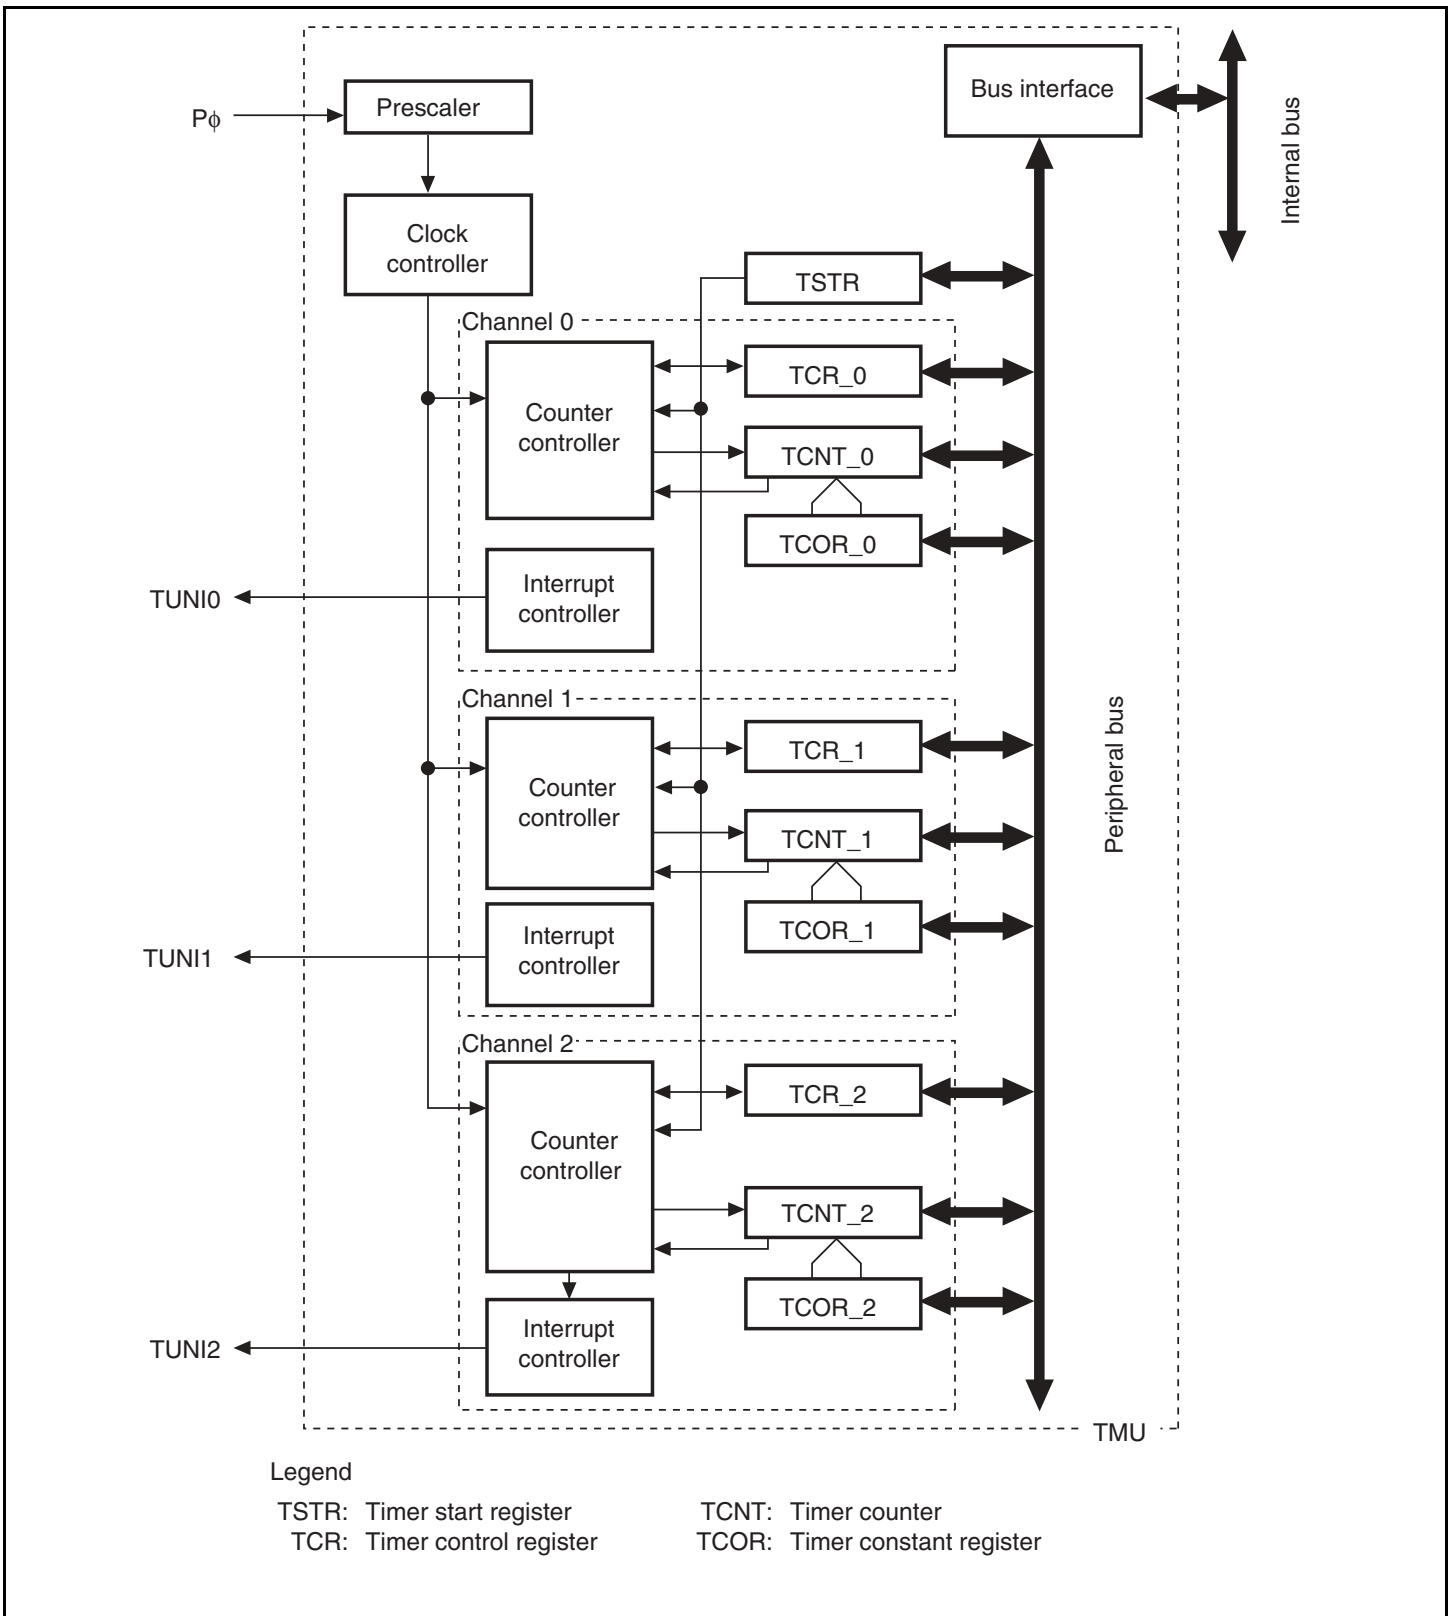 Pϕ
Prescaler
Bus interface
Internal bus
Clock
controller
TSTR
Channel 0
Counter
controller
TCR_0
TCNT_0
TCOR_0
Interrupt
controller
TUNI0
Channel 1
Counter
controller
TCR_1
TCNT_1
TCOR_1
Peripheral bus
Interrupt
controller
TUNI1
Channel 2
Counter
controller
TCR_2
TCNT_2
TCOR_2
Interrupt
controller
TUNI2
TMU
Legend
TSTR: Timer start register
TCNT: Timer counter
TCR: Timer control register
TCOR: Timer constant register